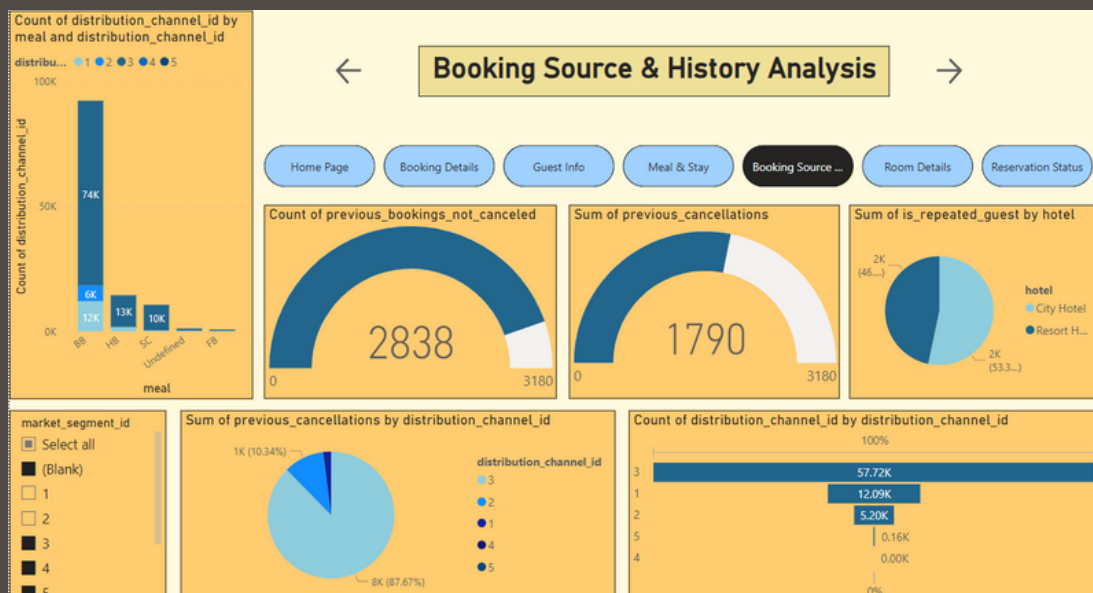 Count of distribution_channel_id by
meal and distribution_channel_id
distribu... 1 2 3 4 5
100K
50K
0K
Count of distribution_channel_id
74K
6K
12K
13K
10K
BB
HB
SC
Undefined
FB
meal
Booking Source & History Analysis
Home Page
Booking Details
Guest Info
Meal & Stay
Booking Source ...
Room Details
Reservation Status
Count of previous_bookings_not_canceled
2838
0
3180
Sum of previous_cancellations
1790
0
3180
Sum of is_repeated_guest by hotel
2K
(46....)
2K
(53.3...)
hotel
City Hotel
Resort H...
market_segment_id
Select all
(Blank)
1
2
3
4
5
Sum of previous_cancellations by distribution_channel_id
1K (10.34%)
8K (87.67%)
distribution_channel_id
3
2
1
4
5
Count of distribution_channel_id by distribution_channel_id
100%
3 57.72K
1 12.09K
2 5.20K
5 0.16K
4 0.00K
0%